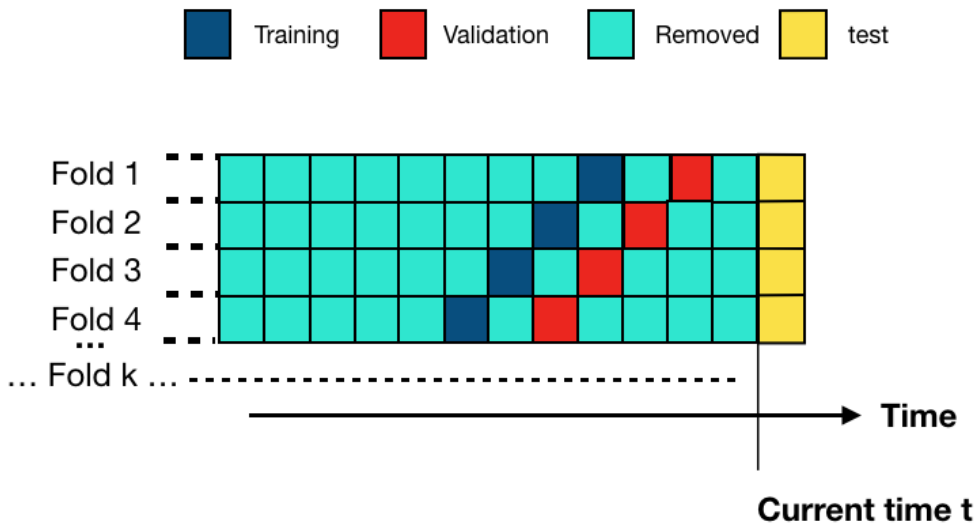 Training Validation Removed test
Fold 1
Fold 2
Fold 3
Fold 4
...
... Fold k ...
Time
Current time t